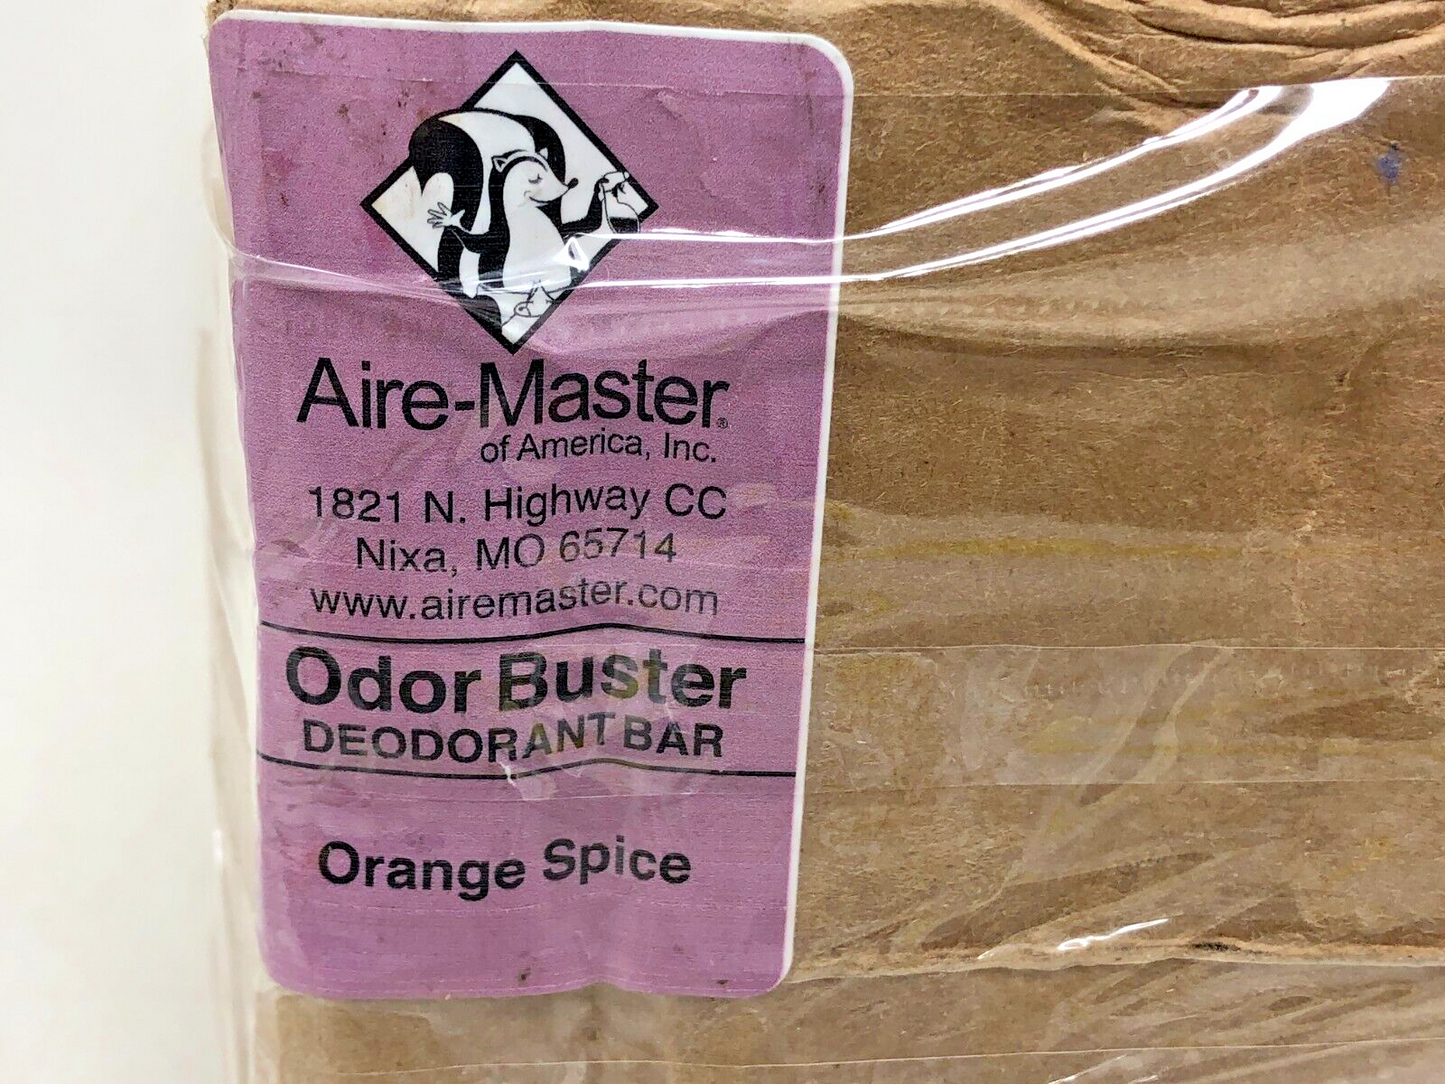 Aire-Master®
of America, Inc.
1821 N. Highway CC
Nixa, MO 65714
www.airemaster.com
Odor Buster
DEODORANT BAR
Orange Spice